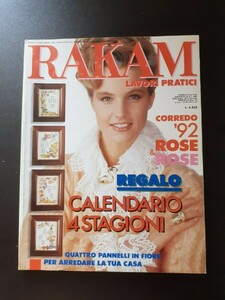 RAKAM
LAVORI PRATICI
CORREDO
'92
ROSE
ROSE
REGALO
CALENDARIO
4 STAGIONI
QUATTRO PANNELLI IN FIORE
PER ARREDARE LA TUA CASA